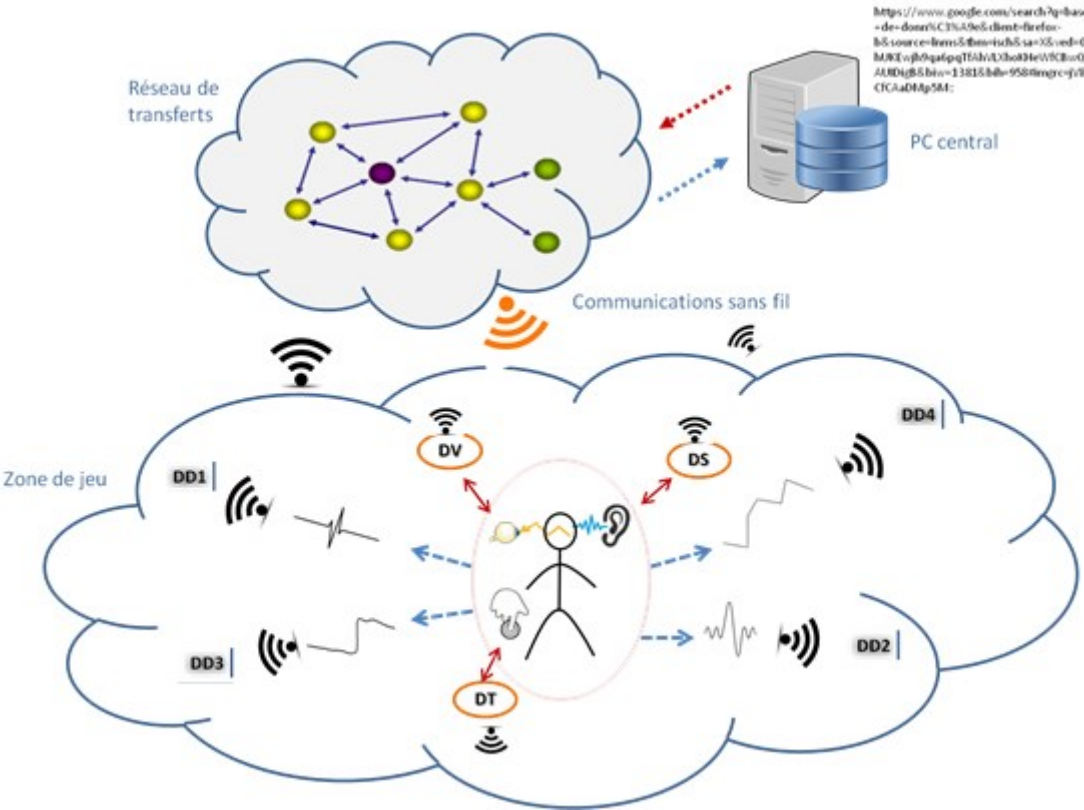 https://www.google.com/search?q=base
Réseau de
transferts
PC central
Communications sans fil
DD4
DV
DS
Zone de jeu
DD1
DD3
DD2
DT